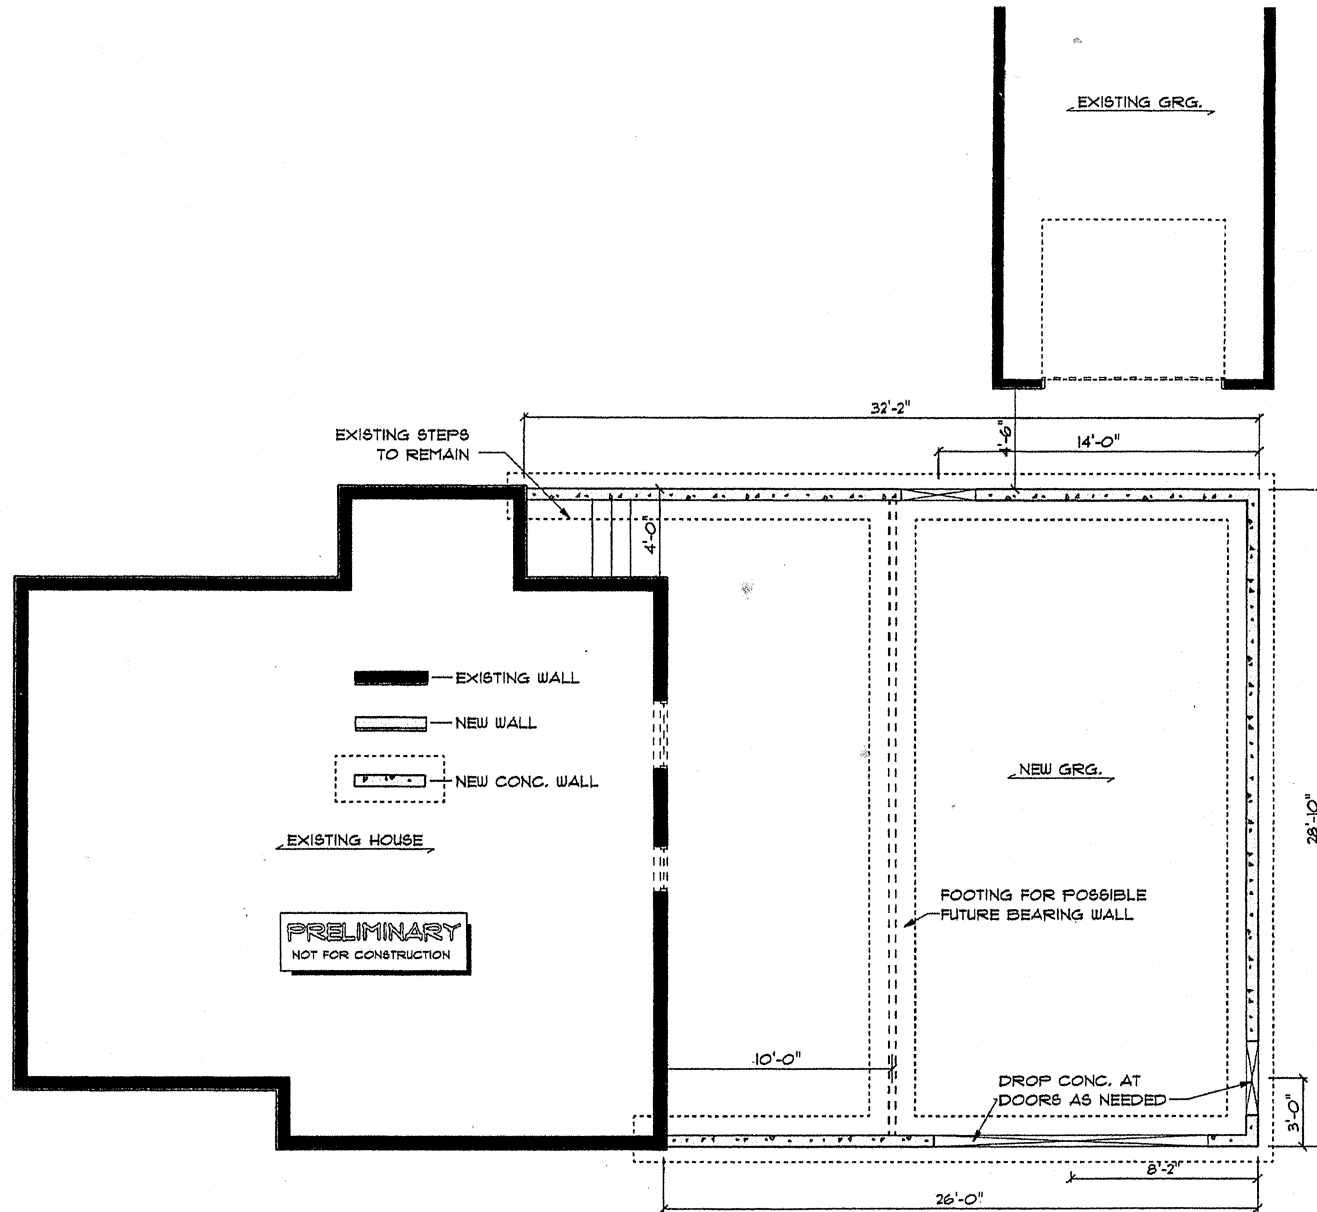 EXISTING GRG.
32'-2"
4'-6"
14'-0"
EXISTING STEPS
TO REMAIN
4'-0"
EXISTING WALL
NEW WALL
NEW CONC. WALL
EXISTING HOUSE
PRELIMINARY
NOT FOR CONSTRUCTION
NEW GRG.
28'-10"
FOOTING FOR POSSIBLE
FUTURE BEARING WALL
10'-0"
DROP CONC. AT
DOORS AS NEEDED
3'-0"
8'-2"
26'-0"